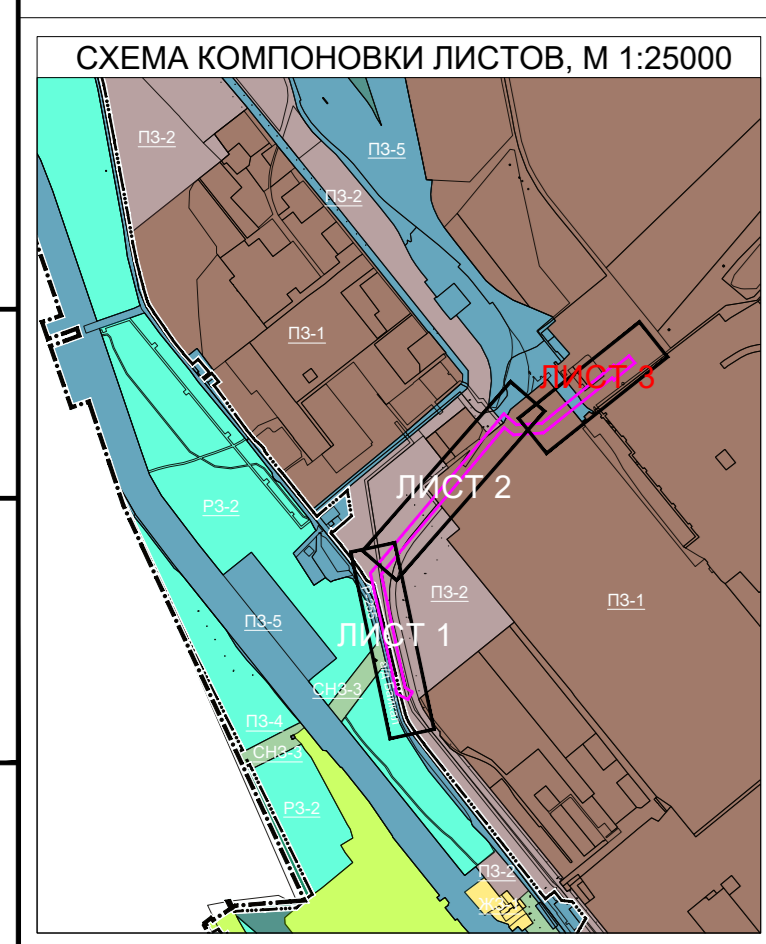 СХЕМА КОМПОНОВКИ ЛИСТОВ, М 1:25000
ПЗ-2
ПЗ-5
ПЗ-2
ПЗ-1
ЛИСТ 3
ЛИСТ 2
РЗ-2
ПЗ-2
ПЗ-1
ПЗ-5
ЛИСТ 1
СНЗ-3
ПЗ-4
СНЗ-3
РЗ-2
ПЗ-2